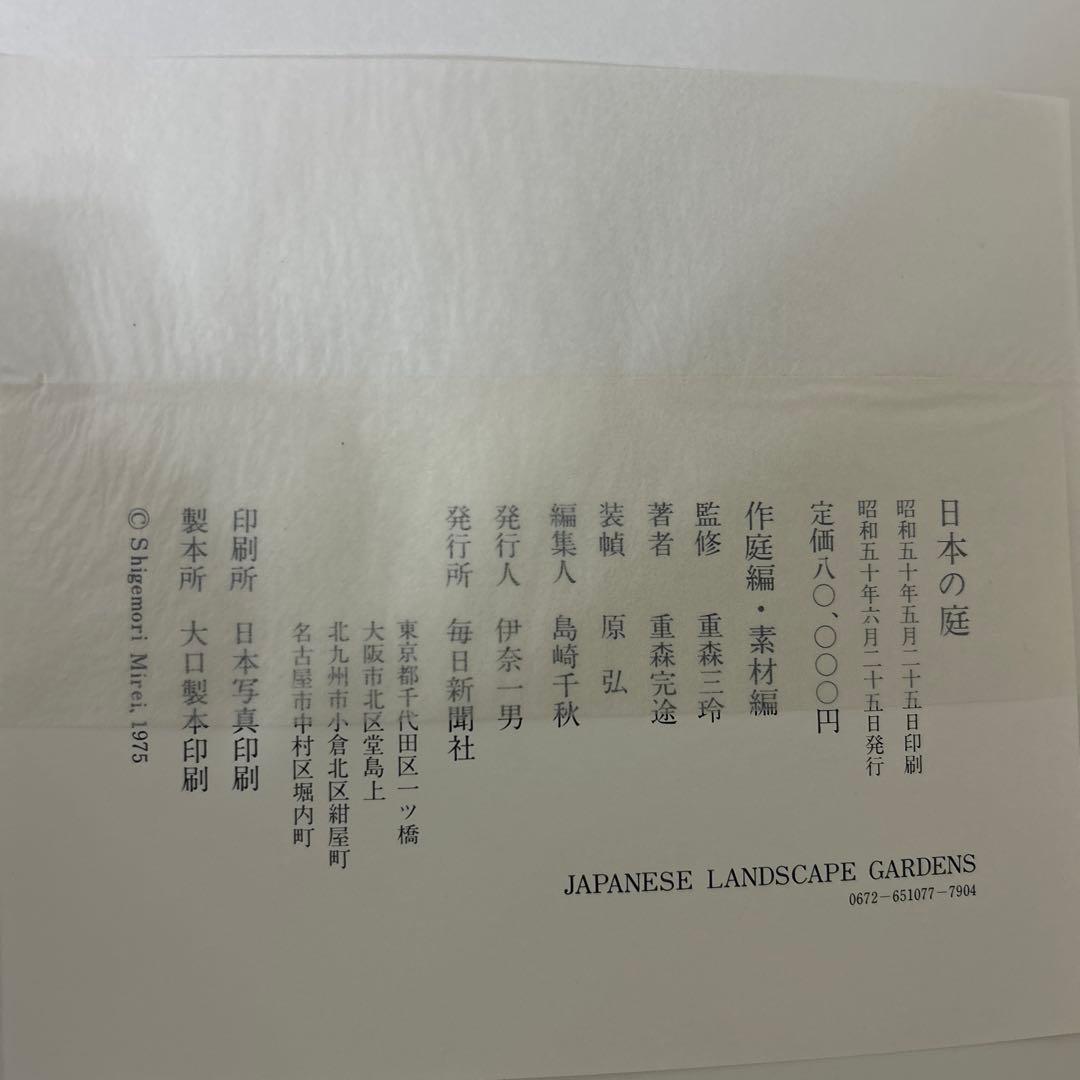 日本の庭
昭和五十年五月二十五日印刷
昭和五十年六月二十五日発行
定価八〇、〇〇〇円
作庭編・素材編
監修 重森三玲
著者 重森完途
装幀 原 弘
編集人 島崎千秋
発行人 伊奈一男
発行所 毎日新聞社
東京都千代田区一ツ橋
大阪市北区堂島上
北九州市小倉北区紺屋町
名古屋市中村区堀内町
印刷所 日本写真印刷
製本所 大口製本印刷
© Shigemori Mirei, 1975
JAPANESE LANDSCAPE GARDENS
0672－651077－7904